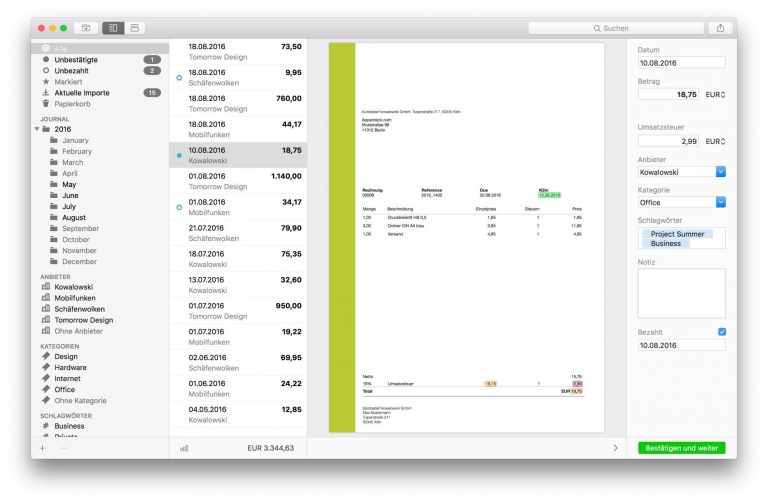 Suchen
Alle
Unbestätigte 1
Unbezahlt 2
Markiert
Aktuelle Importe 15
Papierkorb
JOURNAL
2016
January
February
March
April
May
June
July
August
September
October
November
December
ANBIETER
Kowalowski
Mobilfunken
Schäfenwolken
Tomorrow Design
Ohne Anbieter
KATEGORIEN
Design
Hardware
Internet
Office
Ohne Kategorie
SCHLAGWÖRTER
# Business
18.08.2016 73,50
Tomorrow Design
18.08.2016 9,95
Schäfenwolken
18.08.2016 760,00
Tomorrow Design
18.08.2016 44,17
Mobilfunken
10.08.2016 18,75
Kowalowski
01.08.2016 1.140,00
Tomorrow Design
01.08.2016 34,17
Mobilfunken
21.07.2016 79,90
Schäfenwolken
18.07.2016 75,35
Kowalowski
13.07.2016 32,60
Kowalowski
01.07.2016 950,00
Tomorrow Design
01.07.2016 19,22
Mobilfunken
02.06.2016 69,95
Schäfenwolken
01.06.2016 24,22
Mobilfunken
04.05.2016 12,85
Kowalowski
EUR 3.344,63
bürobedarf kowalowski GmbH, Tulpenstraße 217, 50345 Köln
Appenteck.com
Musterallee 99
11012 Berlin
Rechnung Reference Due Köln
00008 2016_1402 20.08.2016 10.08.2016
Menge Beschreibung Einzelpreis Steuern Preis
1,00 Druckbleistift HB 0,5 1,95 1 1,95
3,00 Ordner DIN A4 blau 3,95 1 11,85
1,00 Versand 4,95 1 4,95
Netto 15,76
19% Umsatzsteuer 18,75 1 2,99
Total EUR 18,75
bürobedarf kowalowski GmbH
Max Mustermann
Tulpenstraße 217
50345 Köln
Datum
10.08.2016
Betrag
18,75 EUR
Umsatzsteuer
2,99 EUR
Anbieter
Kowalowski
Kategorie
Office
Schlagwörter
Project Summer
Business
Notiz
Bezahlt
10.08.2016
Bestätigen und weiter